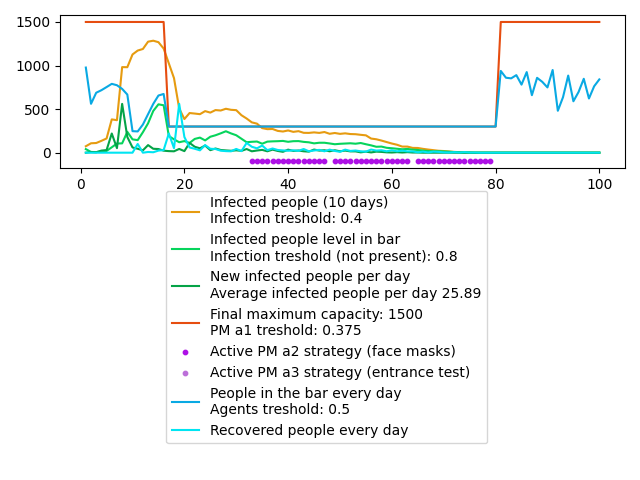 1500
1000
500
0
0 20 40 60 80 100
Infected people (10 days)
Infection treshold: 0.4
Infected people level in bar
Infection treshold (not present): 0.8
New infected people per day
Average infected people per day 25.89
Final maximum capacity: 1500
PM a1 treshold: 0.375
Active PM a2 strategy (face masks)
Active PM a3 strategy (entrance test)
People in the bar every day
Agents treshold: 0.5
Recovered people every day